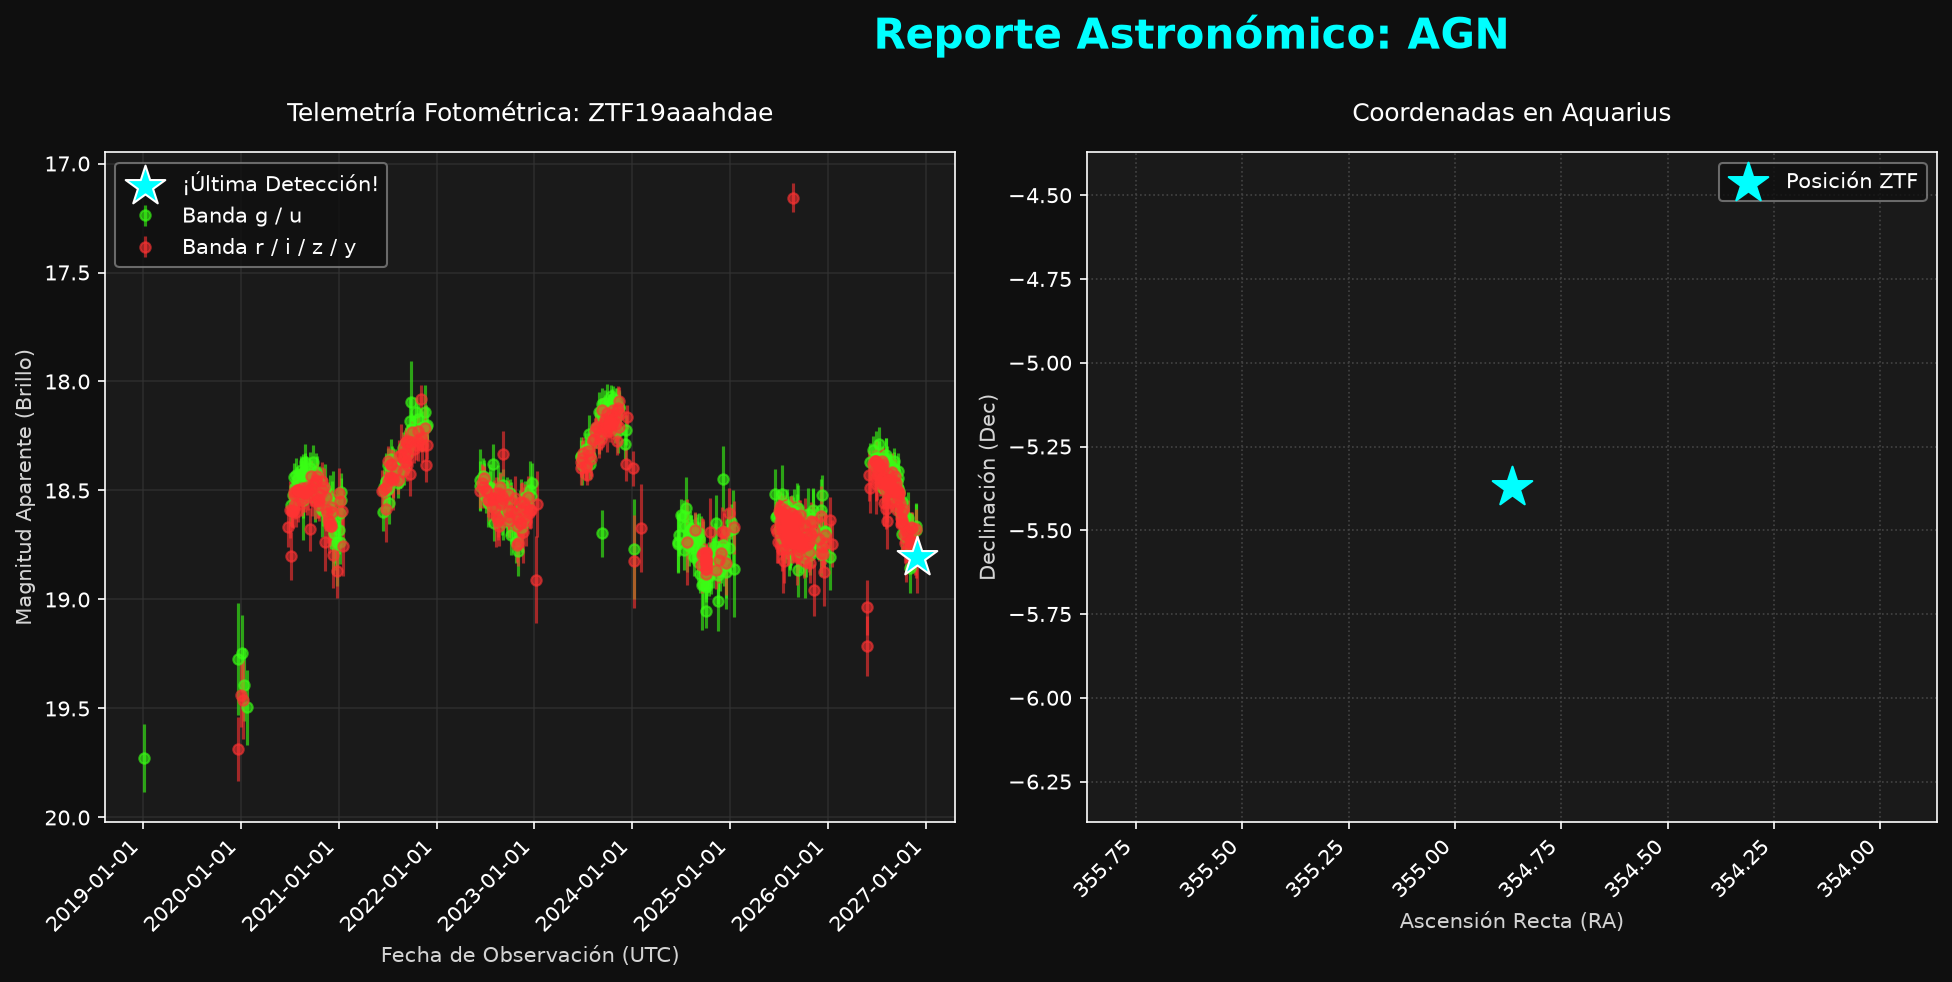 Reporte Astronómico: AGN
Telemetría Fotométrica: ZTF19aaahdae
¡Última Detección!
Banda g / u
Banda r / i / z / y
Magnitud Aparente (Brillo)
17.0
17.5
18.0
18.5
19.0
19.5
20.0
2019-01-01
2020-01-01
2021-01-01
2022-01-01
2023-01-01
2024-01-01
2025-01-01
2026-01-01
2027-01-01
Fecha de Observación (UTC)
Coordenadas en Aquarius
Posición ZTF
Declinación (Dec)
−4.50
−4.75
−5.00
−5.25
−5.50
−5.75
−6.00
−6.25
355.75
355.50
355.25
355.00
354.75
354.50
354.25
354.00
Ascensión Recta (RA)